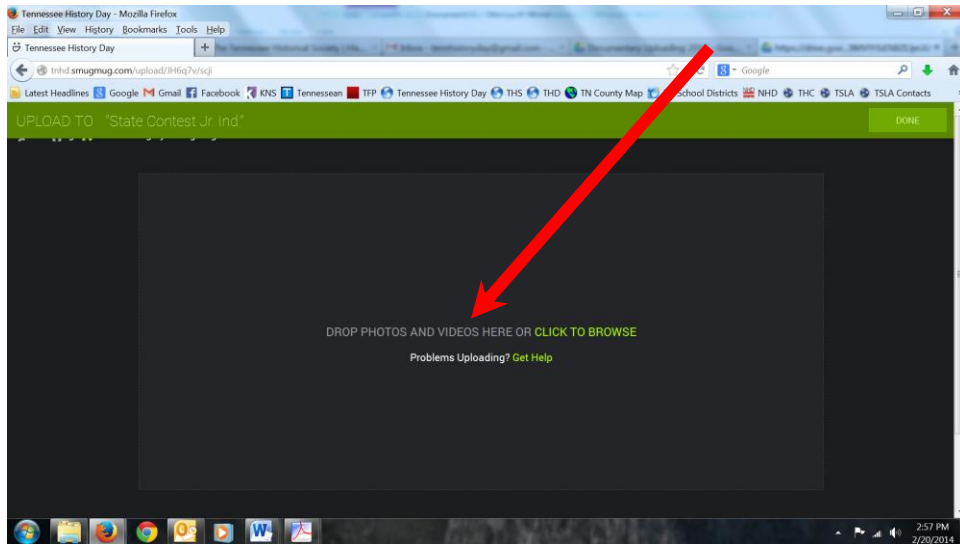 Tennessee History Day - Mozilla Firefox
File Edit View History Bookmarks Tools Help
Tennessee History Day +
tnhd.smugmug.com/upload/JH6q7v/scji Google
Latest Headlines Google Gmail Facebook KNS Tennessean TFP Tennessee History Day THS THD TN County Map School Districts NHD THC TSLA TSLA Contacts
UPLOAD TO "State Contest Jr. Ind." DONE
DROP PHOTOS AND VIDEOS HERE OR CLICK TO BROWSE
Problems Uploading? Get Help
2:57 PM
2/20/2014